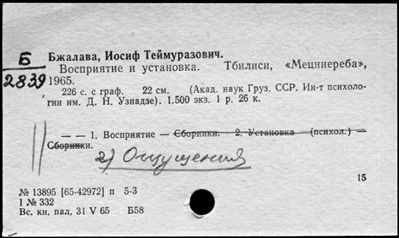 Б
2839
Бжалава, Иосиф Теймуразович.
Восприятие и установка. Тбилиси, «Мецниереба»,
1965.
226 с. с граф. 22 см. (Акад. наук Груз. ССР. Ин-т психоло-
гии им. Д. Н. Узнадзе). 1.500 экз. 1 р. 26 к.
— — 1. Восприятие — Сборники. 2. Установка (психол.) —
Сборники.
2) Ощущения
15
№ 13895 [65-42972] п 5-3
1 № 332
Вс. кн. пал, 31 V 65 Б58